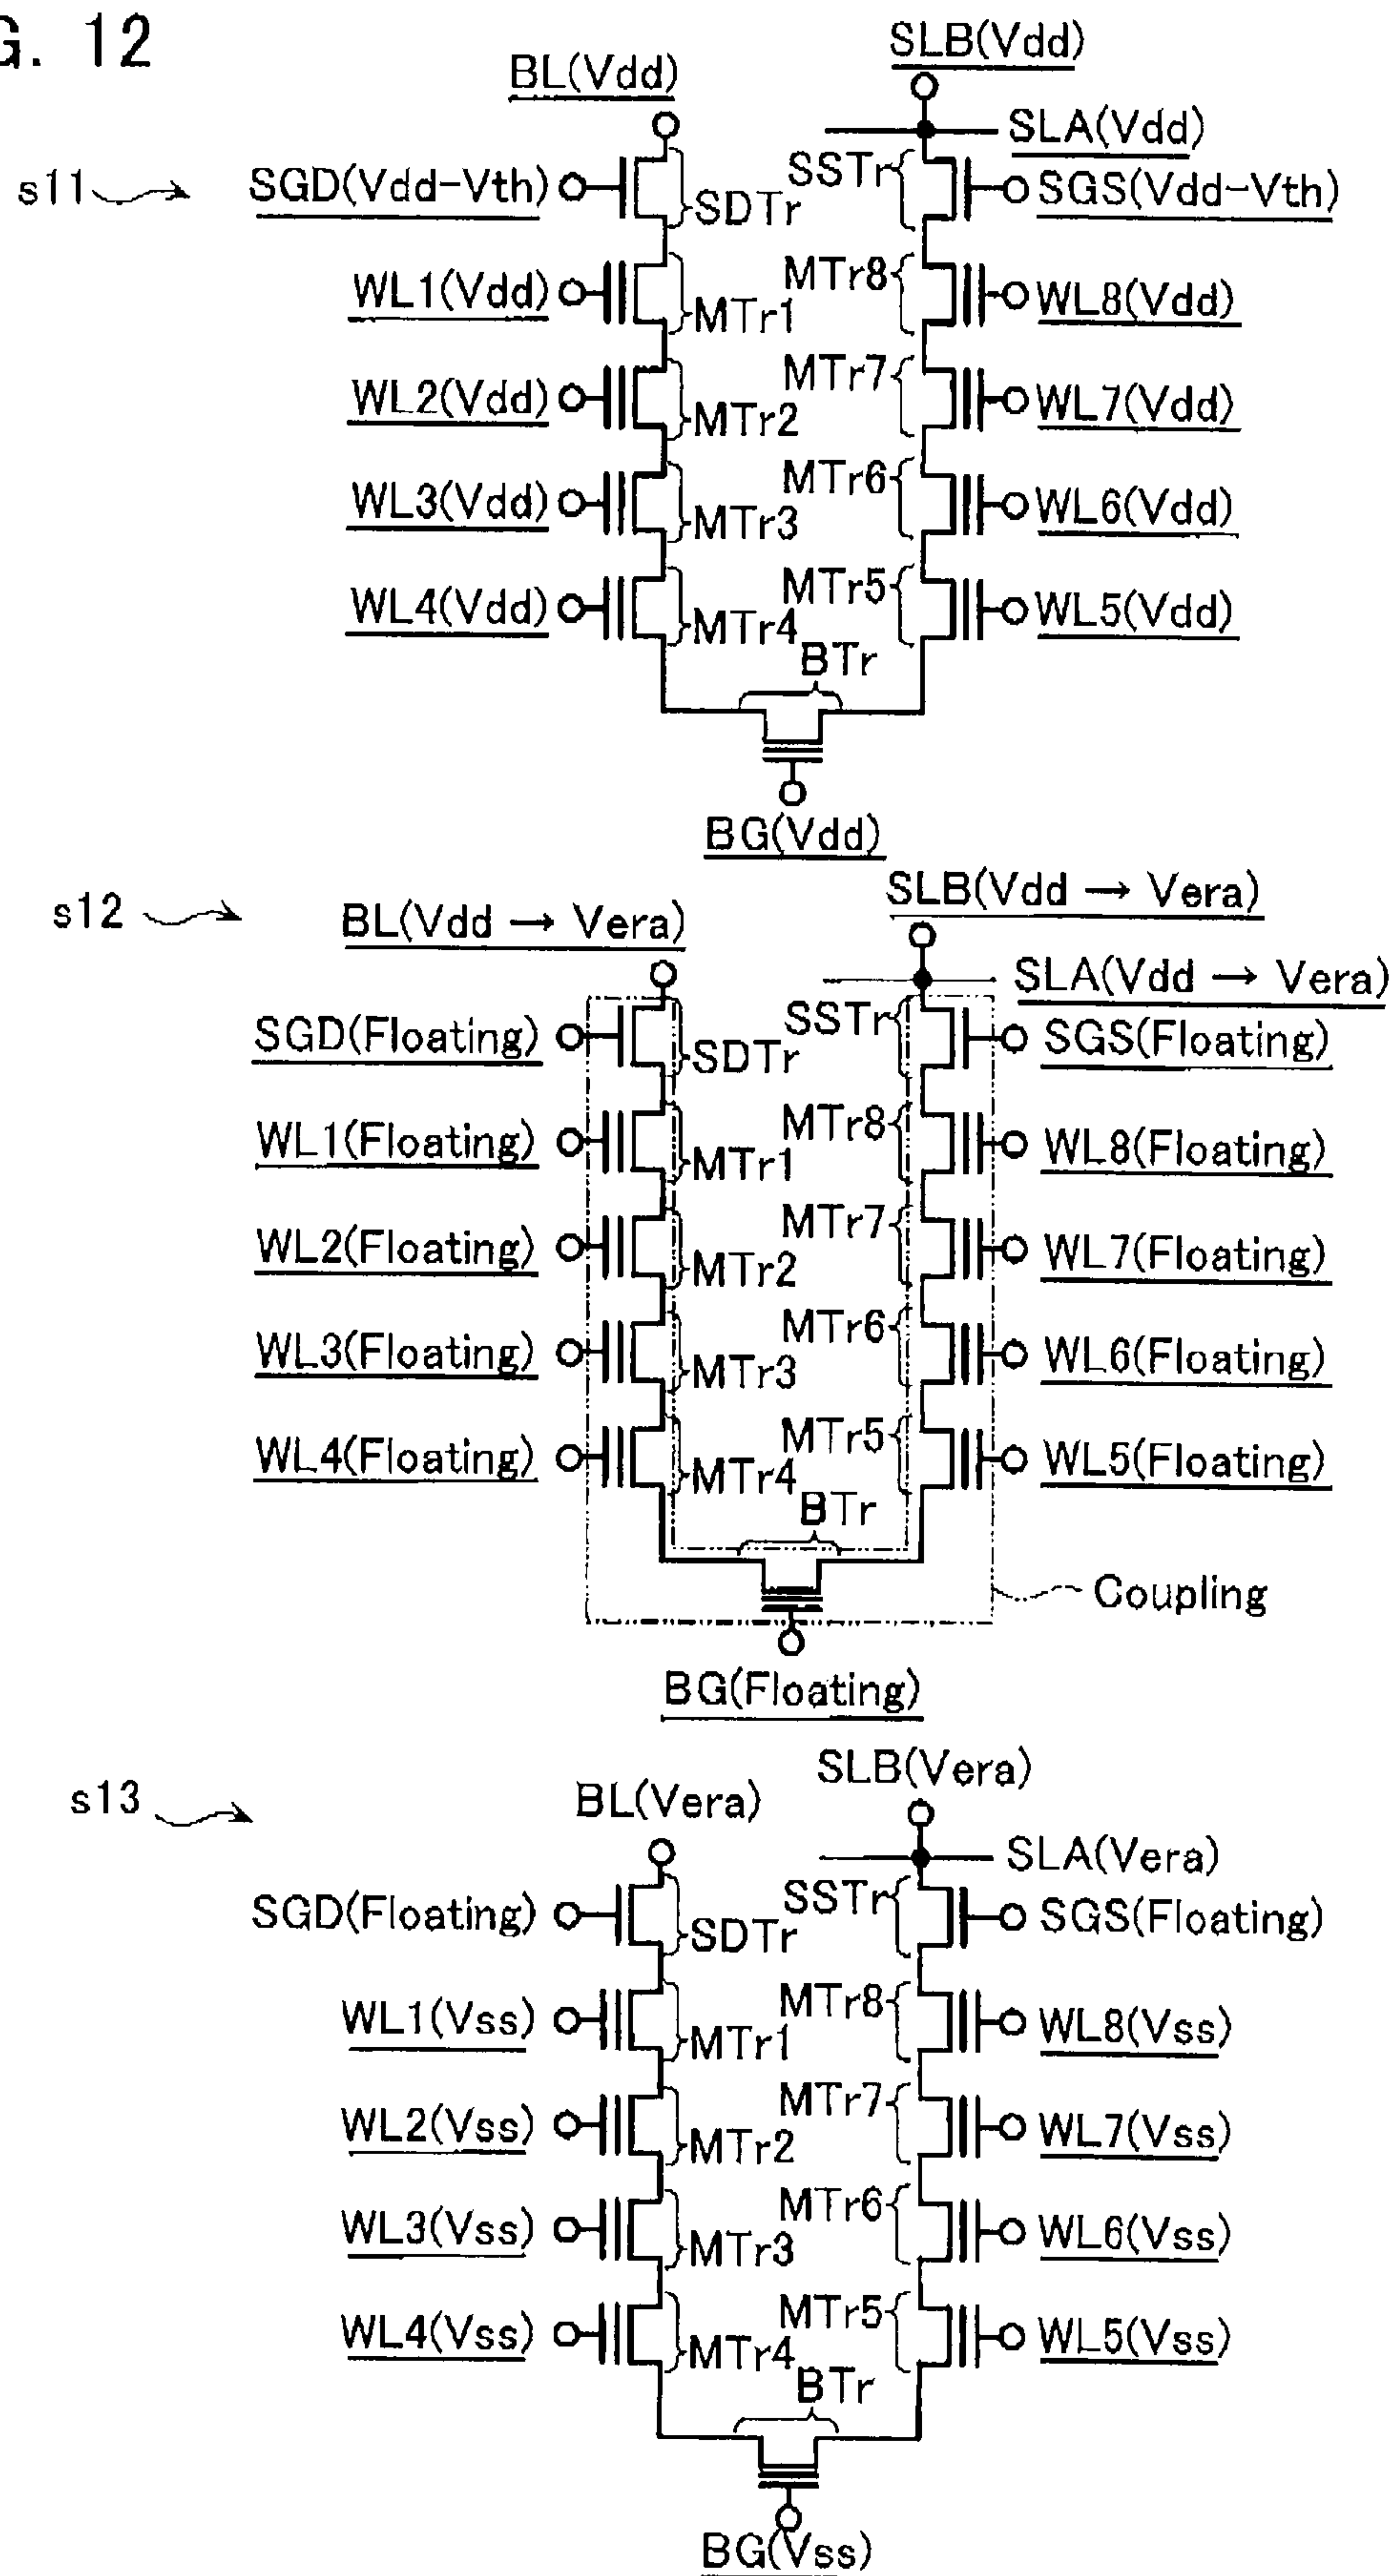 G. 12
SLB(Vdd)
BL(Vdd)
SLA(Vdd)
s11
SGD(Vdd-Vth)
SDTr
SSTr
SGS(Vdd-Vth)
WL1(Vdd)
MTr1
MTr8
WL8(Vdd)
WL2(Vdd)
MTr2
MTr7
WL7(Vdd)
WL3(Vdd)
MTr3
MTr6
WL6(Vdd)
WL4(Vdd)
MTr4
MTr5
WL5(Vdd)
BTr
BG(Vdd)
s12
BL(Vdd → Vera)
SLB(Vdd → Vera)
SLA(Vdd → Vera)
SGD(Floating)
SDTr
SSTr
SGS(Floating)
WL1(Floating)
MTr1
MTr8
WL8(Floating)
WL2(Floating)
MTr2
MTr7
WL7(Floating)
WL3(Floating)
MTr3
MTr6
WL6(Floating)
WL4(Floating)
MTr4
MTr5
WL5(Floating)
BTr
Coupling
BG(Floating)
s13
BL(Vera)
SLB(Vera)
SLA(Vera)
SGD(Floating)
SDTr
SSTr
SGS(Floating)
WL1(Vss)
MTr1
MTr8
WL8(Vss)
WL2(Vss)
MTr2
MTr7
WL7(Vss)
WL3(Vss)
MTr3
MTr6
WL6(Vss)
WL4(Vss)
MTr4
MTr5
WL5(Vss)
BTr
BG(Vss)